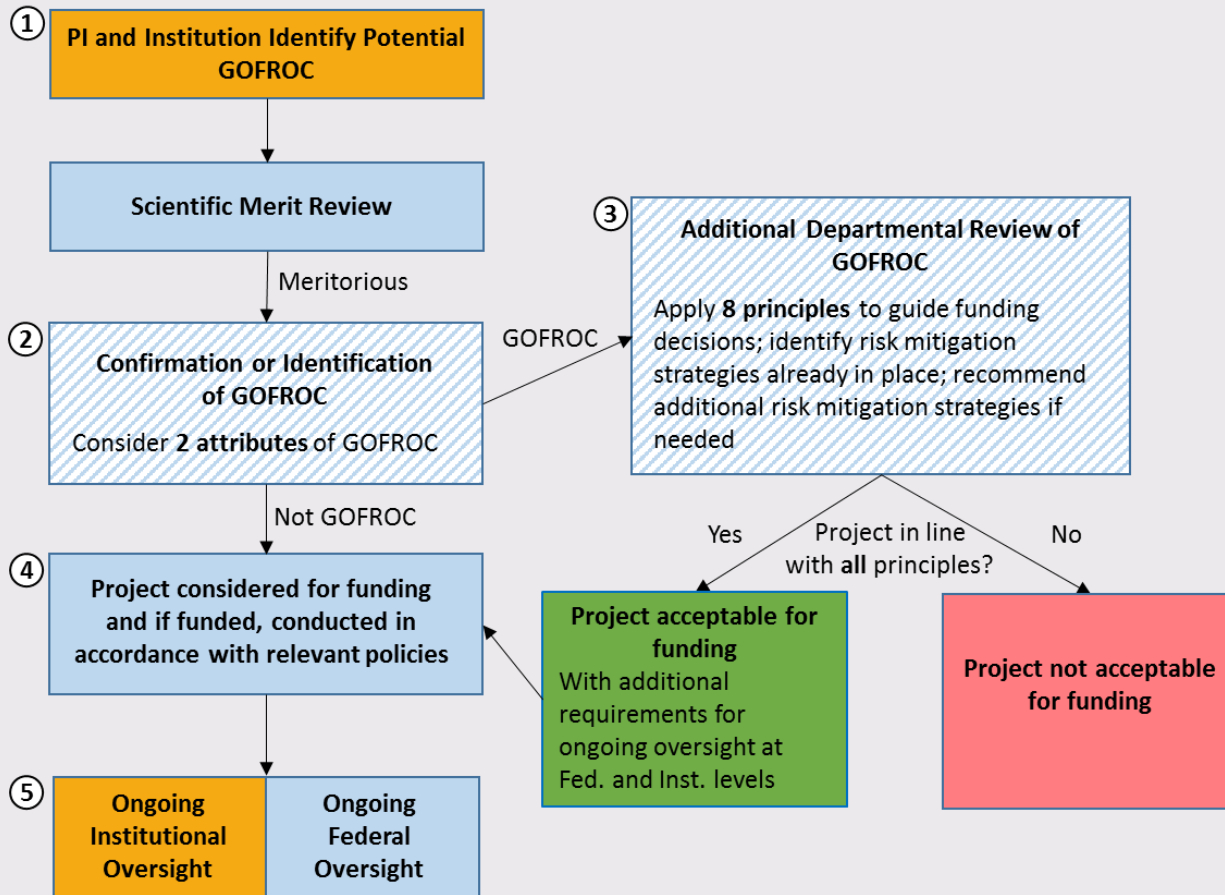 1
PI and Institution Identify Potential
GOFROC
Scientific Merit Review
Meritorious
2
Confirmation or Identification
of GOFROC
Consider 2 attributes of GOFROC
GOFROC
3
Additional Departmental Review of
GOFROC
Apply 8 principles to guide funding
decisions; identify risk mitigation
strategies already in place; recommend
additional risk mitigation strategies if
needed
Not GOFROC
Yes
Project in line
with all principles?
No
4
Project considered for funding
and if funded, conducted in
accordance with relevant policies
Project acceptable for
funding
With additional
requirements for
ongoing oversight at
Fed. and Inst. levels
Project not acceptable
for funding
5
Ongoing
Institutional
Oversight
Ongoing
Federal
Oversight